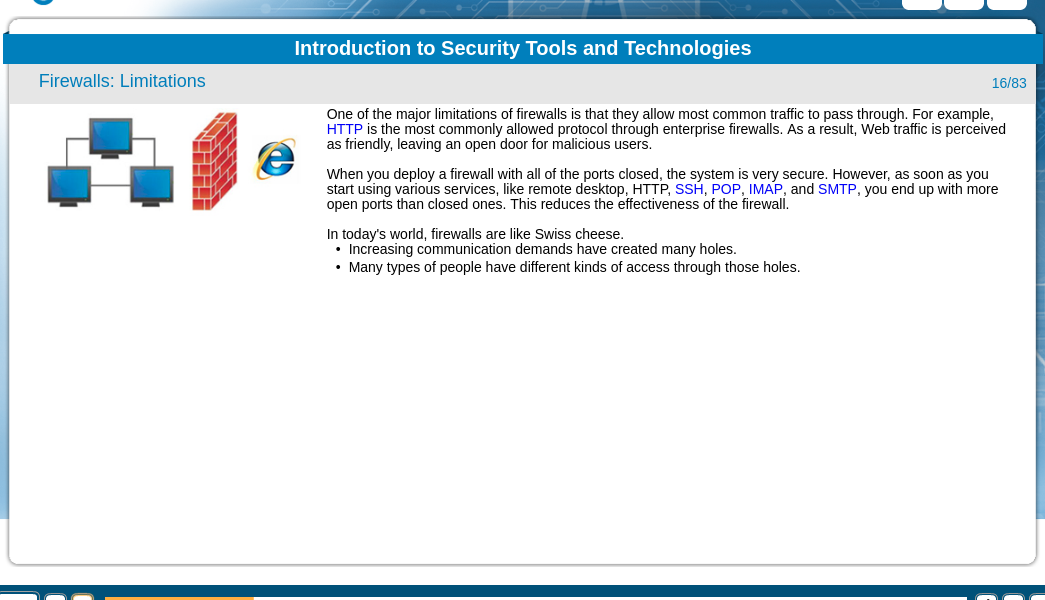 Introduction to Security Tools and Technologies
Firewalls: Limitations
16/83
One of the major limitations of firewalls is that they allow most common traffic to pass through. For example,
HTTP is the most commonly allowed protocol through enterprise firewalls. As a result, Web traffic is perceived
as friendly, leaving an open door for malicious users.
When you deploy a firewall with all of the ports closed, the system is very secure. However, as soon as you
start using various services, like remote desktop, HTTP, SSH, POP, IMAP, and SMTP, you end up with more
open ports than closed ones. This reduces the effectiveness of the firewall.
In today's world, firewalls are like Swiss cheese.
• Increasing communication demands have created many holes.
• Many types of people have different kinds of access through those holes.